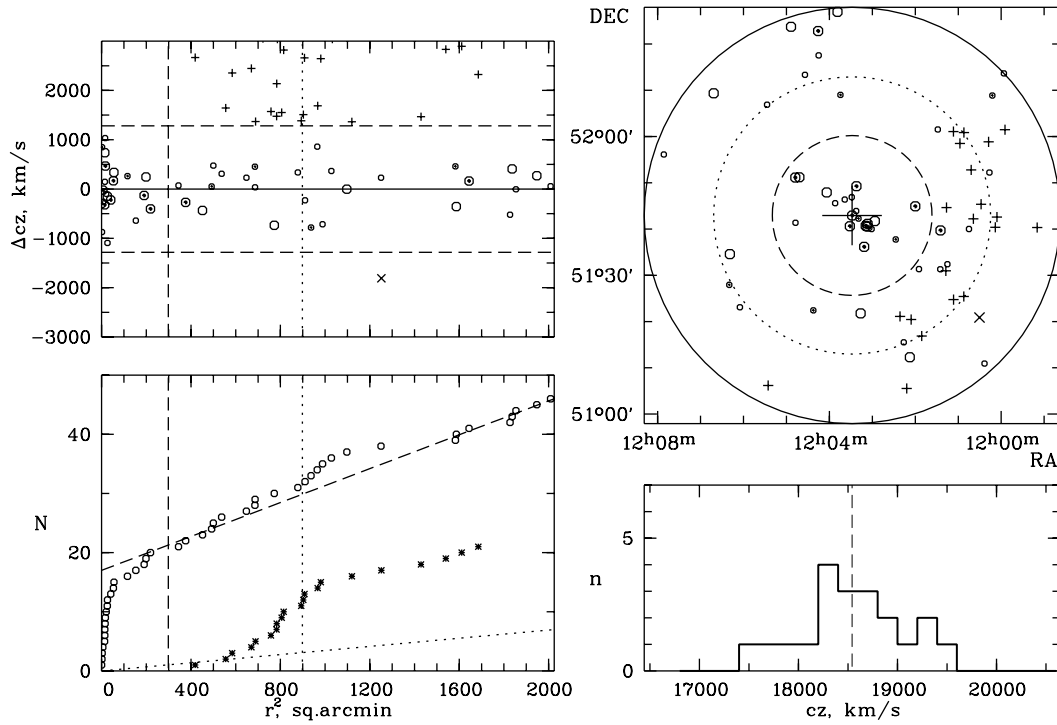 Δcz, km/s
2000
1000
0
−1000
−2000
−3000
N
40
20
0
0
400
800
1200
1600
2000
r,² sq.arcmin
DEC
52°00'
51°30'
51°00'
12ʰ08ᵐ
12ʰ04ᵐ
12ʰ00ᵐ
RA
n
5
0
17000
18000
19000
20000
cz, km/s